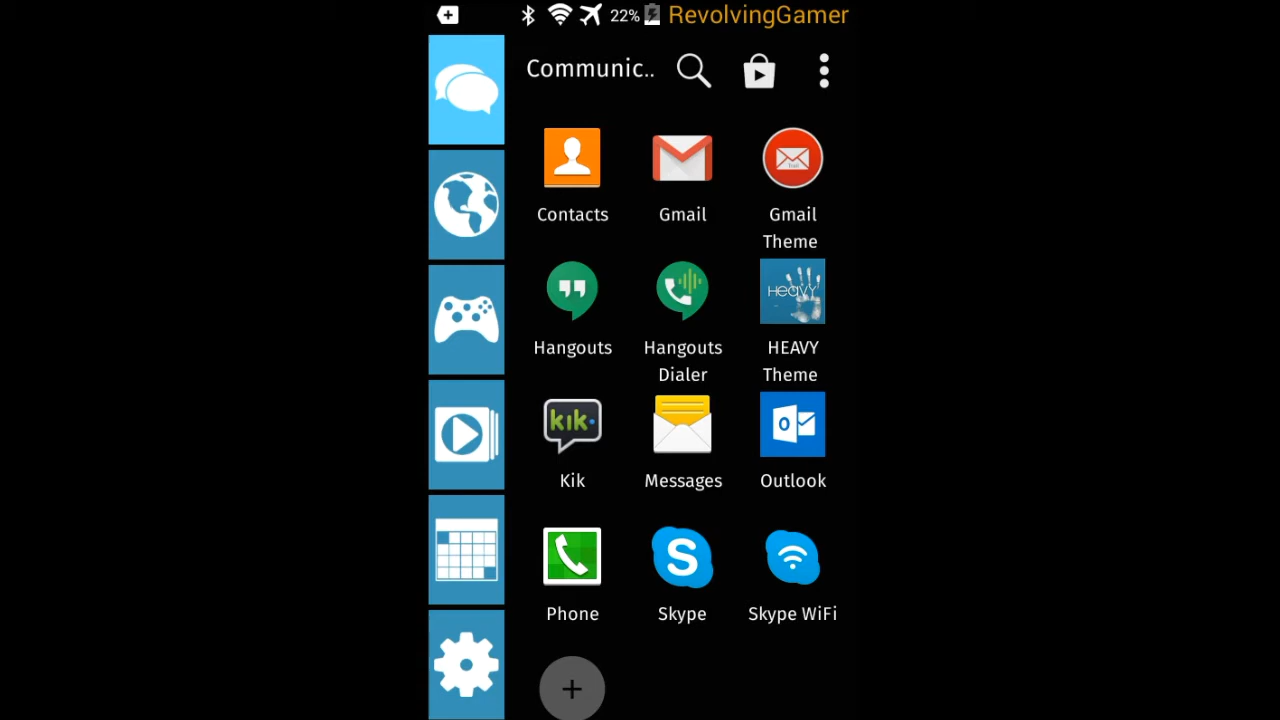 22% RevolvingGamer
Communic..
Contacts Gmail Gmail
Theme
HEAVY
Hangouts Hangouts HEAVY
Dialer Theme
kik
Kik Messages Outlook
S
Phone Skype Skype WiFi